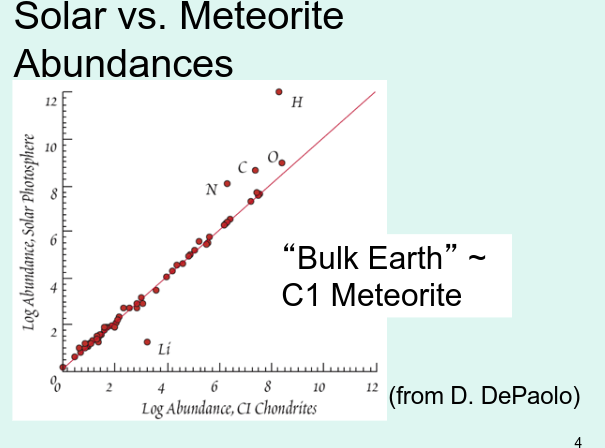 Solar vs. Meteorite
Abundances
12
10
8
6
4
2
0
Log Abundance, Solar Photosphere
H
O
C
N
Li
0 2 4 6 8 10 12
Log Abundance, CI Chondrites
“Bulk Earth” ~
C1 Meteorite
(from D. DePaolo)
4